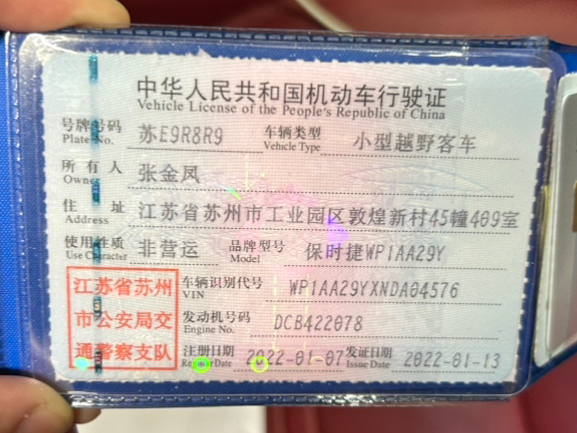 中华人民共和国机动车行驶证
Vehicle License of the People's Republic of China
号牌号码 苏E9R8R9 车辆类型 小型越野客车
Plate No. Vehicle Type
所有人 张金凤
Owner
住址 江苏省苏州市工业园区敦煌新村45幢409室
Address
使用性质 非营运 品牌型号 保时捷WP1AA29Y
Use Character Model
江苏省苏州 车辆识别代号 WP1AA29YXNDA04576
VIN
市公安局交 发动机号码 DCB422078
Engine No.
通警察支队 注册日期 2022-01-07 发证日期 2022-01-13
Register Date Issue Date